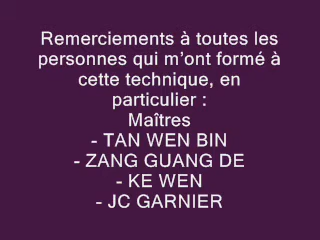 Remerciements à toutes les
personnes qui m'ont formé à
cette technique, en
particulier :
Maîtres
- TAN WEN BIN
- ZANG GUANG DE
- KE WEN
- JC GARNIER